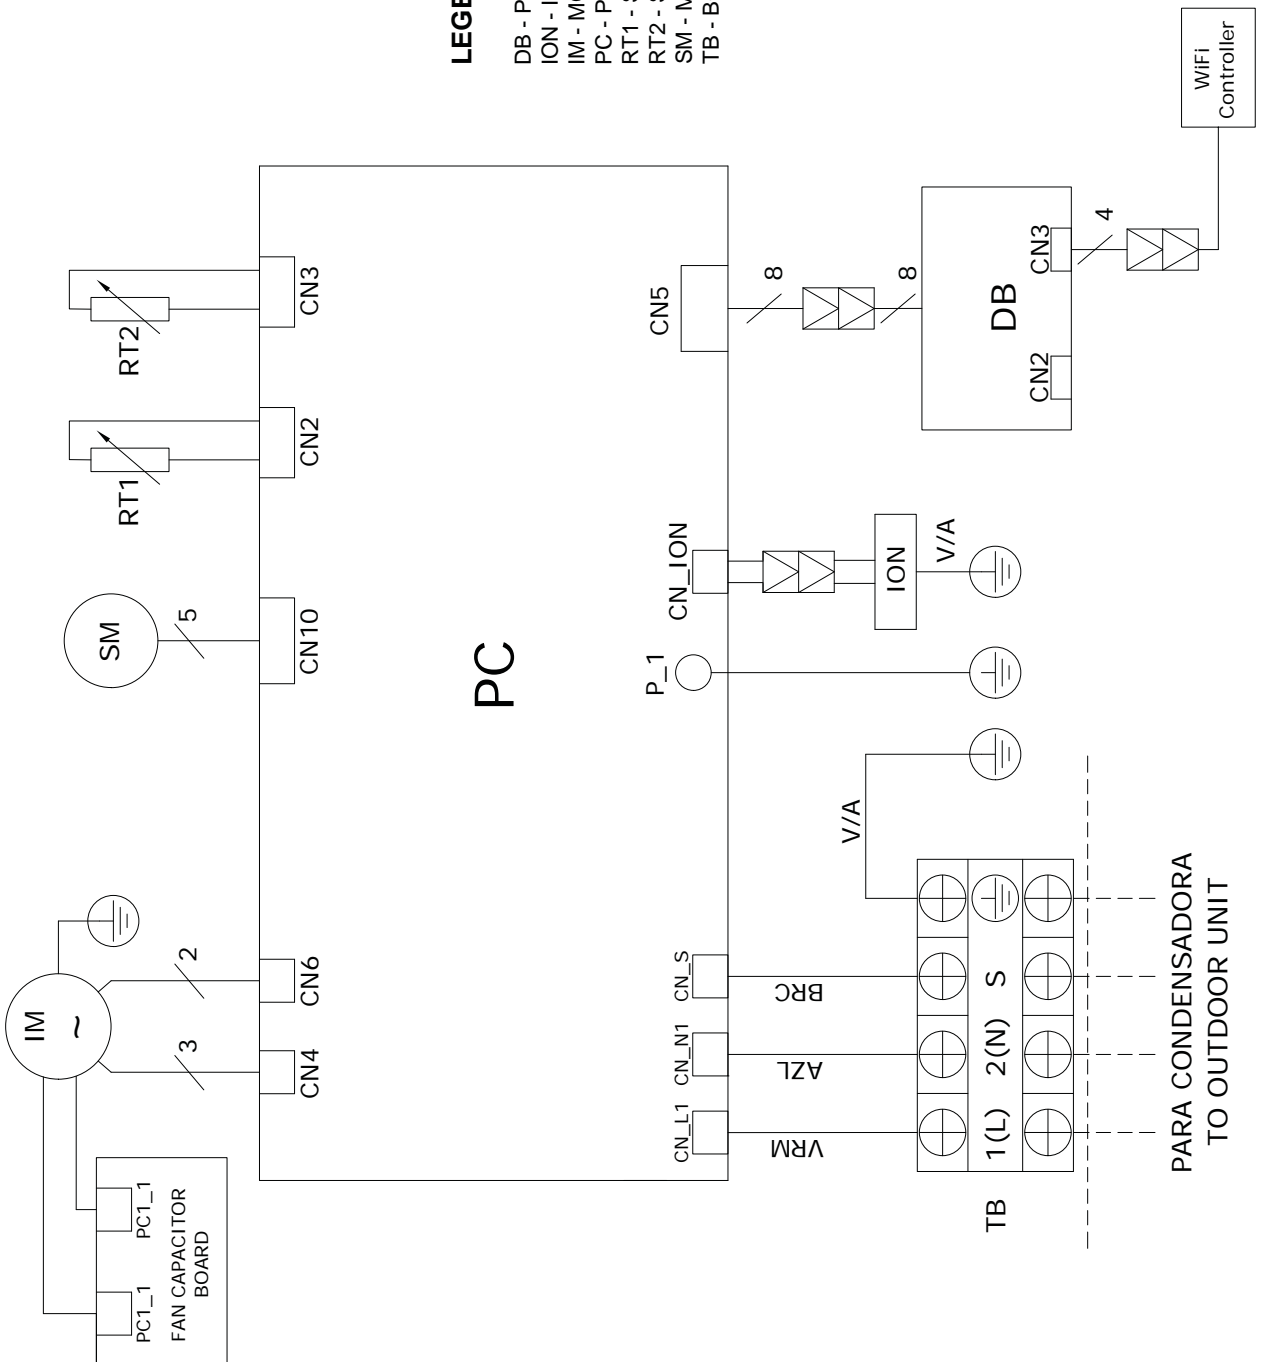 LEGE
DB - P
ION - I
IM - M
PC - P
RT1 - S
RT2 - S
SM - M
TB - B
WiFi
Controller
RT2
CN3
RT1
CN2
SM
5
CN10
IM
~
2
CN6
3
CN4
PC1_1
PC1_1
FAN CAPACITOR
BOARD
PC
CN5
8
8
DB
CN3
CN2
4
CN_ION
ION
V/A
P_1
V/A
CN_S
BRC
CN_N1
AZL
CN_L1
VRM
1(L)
2(N)
S
TB
PARA CONDENSADORA
TO OUTDOOR UNIT